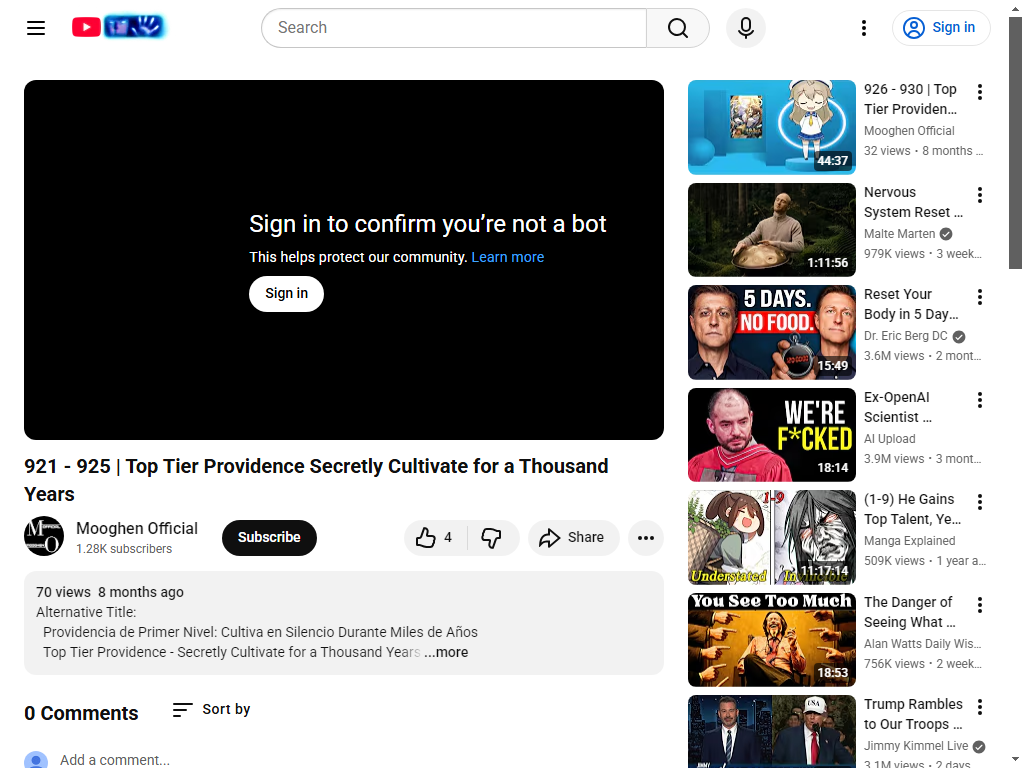 Search
Sign in
Sign in to confirm you’re not a bot
This helps protect our community. Learn more
Sign in
921 - 925 | Top Tier Providence Secretly Cultivate for a Thousand
Years
Mooghen Official
1.28K subscribers
Subscribe
4
Share
70 views 8 months ago
Alternative Title:
Providencia de Primer Nivel: Cultiva en Silencio Durante Miles de Años
Top Tier Providence - Secretly Cultivate for a Thousand Years ...more
0 Comments
Sort by
Add a comment...
44:37
926 - 930 | Top
Tier Providen...
Mooghen Official
32 views • 8 months ...
1:11:56
Nervous
System Reset ...
Malte Marten
979K views • 3 week...
5 DAYS.
NO FOOD.
15:49
Reset Your
Body in 5 Day...
Dr. Eric Berg DC
3.6M views • 2 mont...
WE'RE
F*CKED
18:14
Ex-OpenAI
Scientist ...
AI Upload
3.9M views • 3 mont...
1-9
Understated
11:17:14
(1-9) He Gains
Top Talent, Ye...
Manga Explained
509K views • 1 year a...
You See Too Much
18:53
The Danger of
Seeing What ...
Alan Watts Daily Wis...
756K views • 2 week...
USA
Trump Rambles
to Our Troops ...
Jimmy Kimmel Live
3.1M views • 2 days